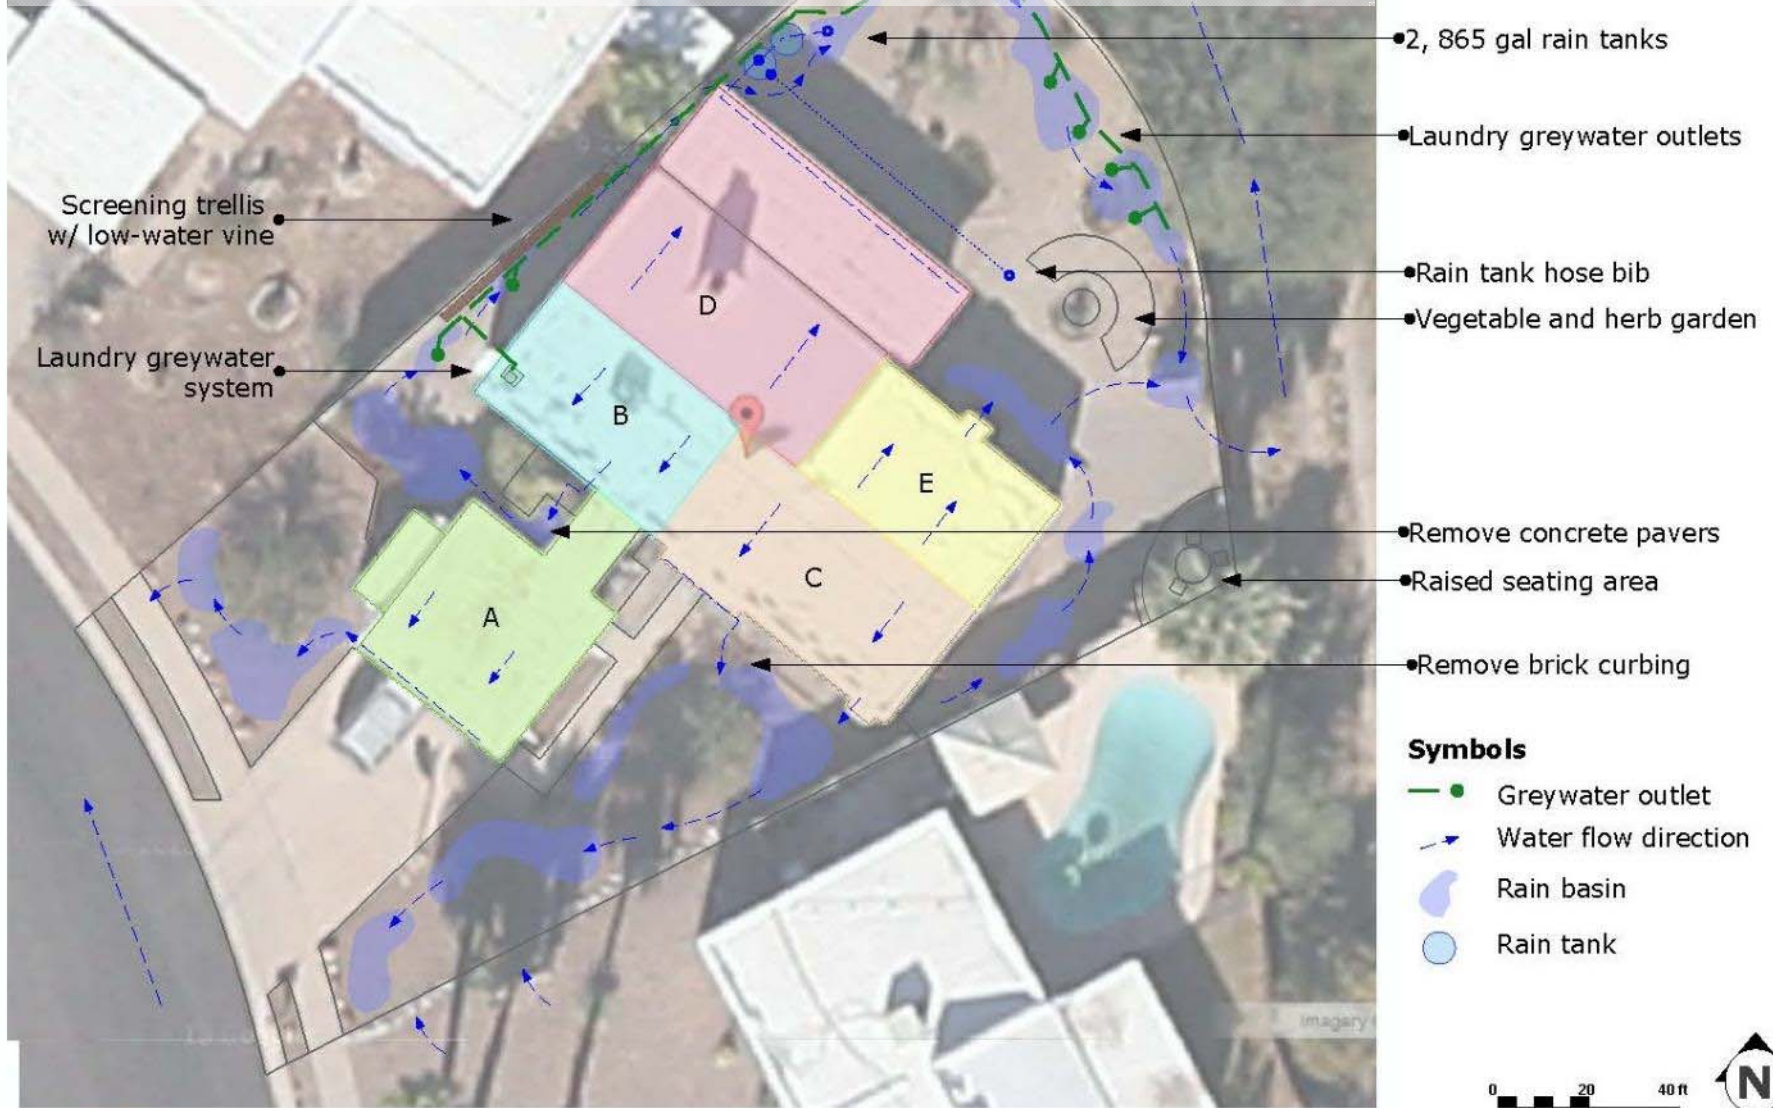 2, 865 gal rain tanks
Laundry greywater outlets
Screening trellis
w/ low-water vine
Rain tank hose bib
Vegetable and herb garden
Laundry greywater
system
D
B
E
C
A
Remove concrete pavers
Raised seating area
Remove brick curbing
Symbols
Greywater outlet
Water flow direction
Rain basin
Rain tank
Imagery
0 20 40 ft
N